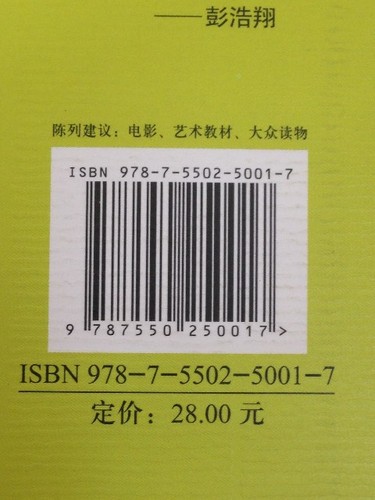 ——彭浩翔
陈列建议：电影、艺术教材、大众读物
ISBN 978-7-5502-5001-7
9 787550 250017 >
ISBN 978-7-5502-5001-7
定价：28.00 元